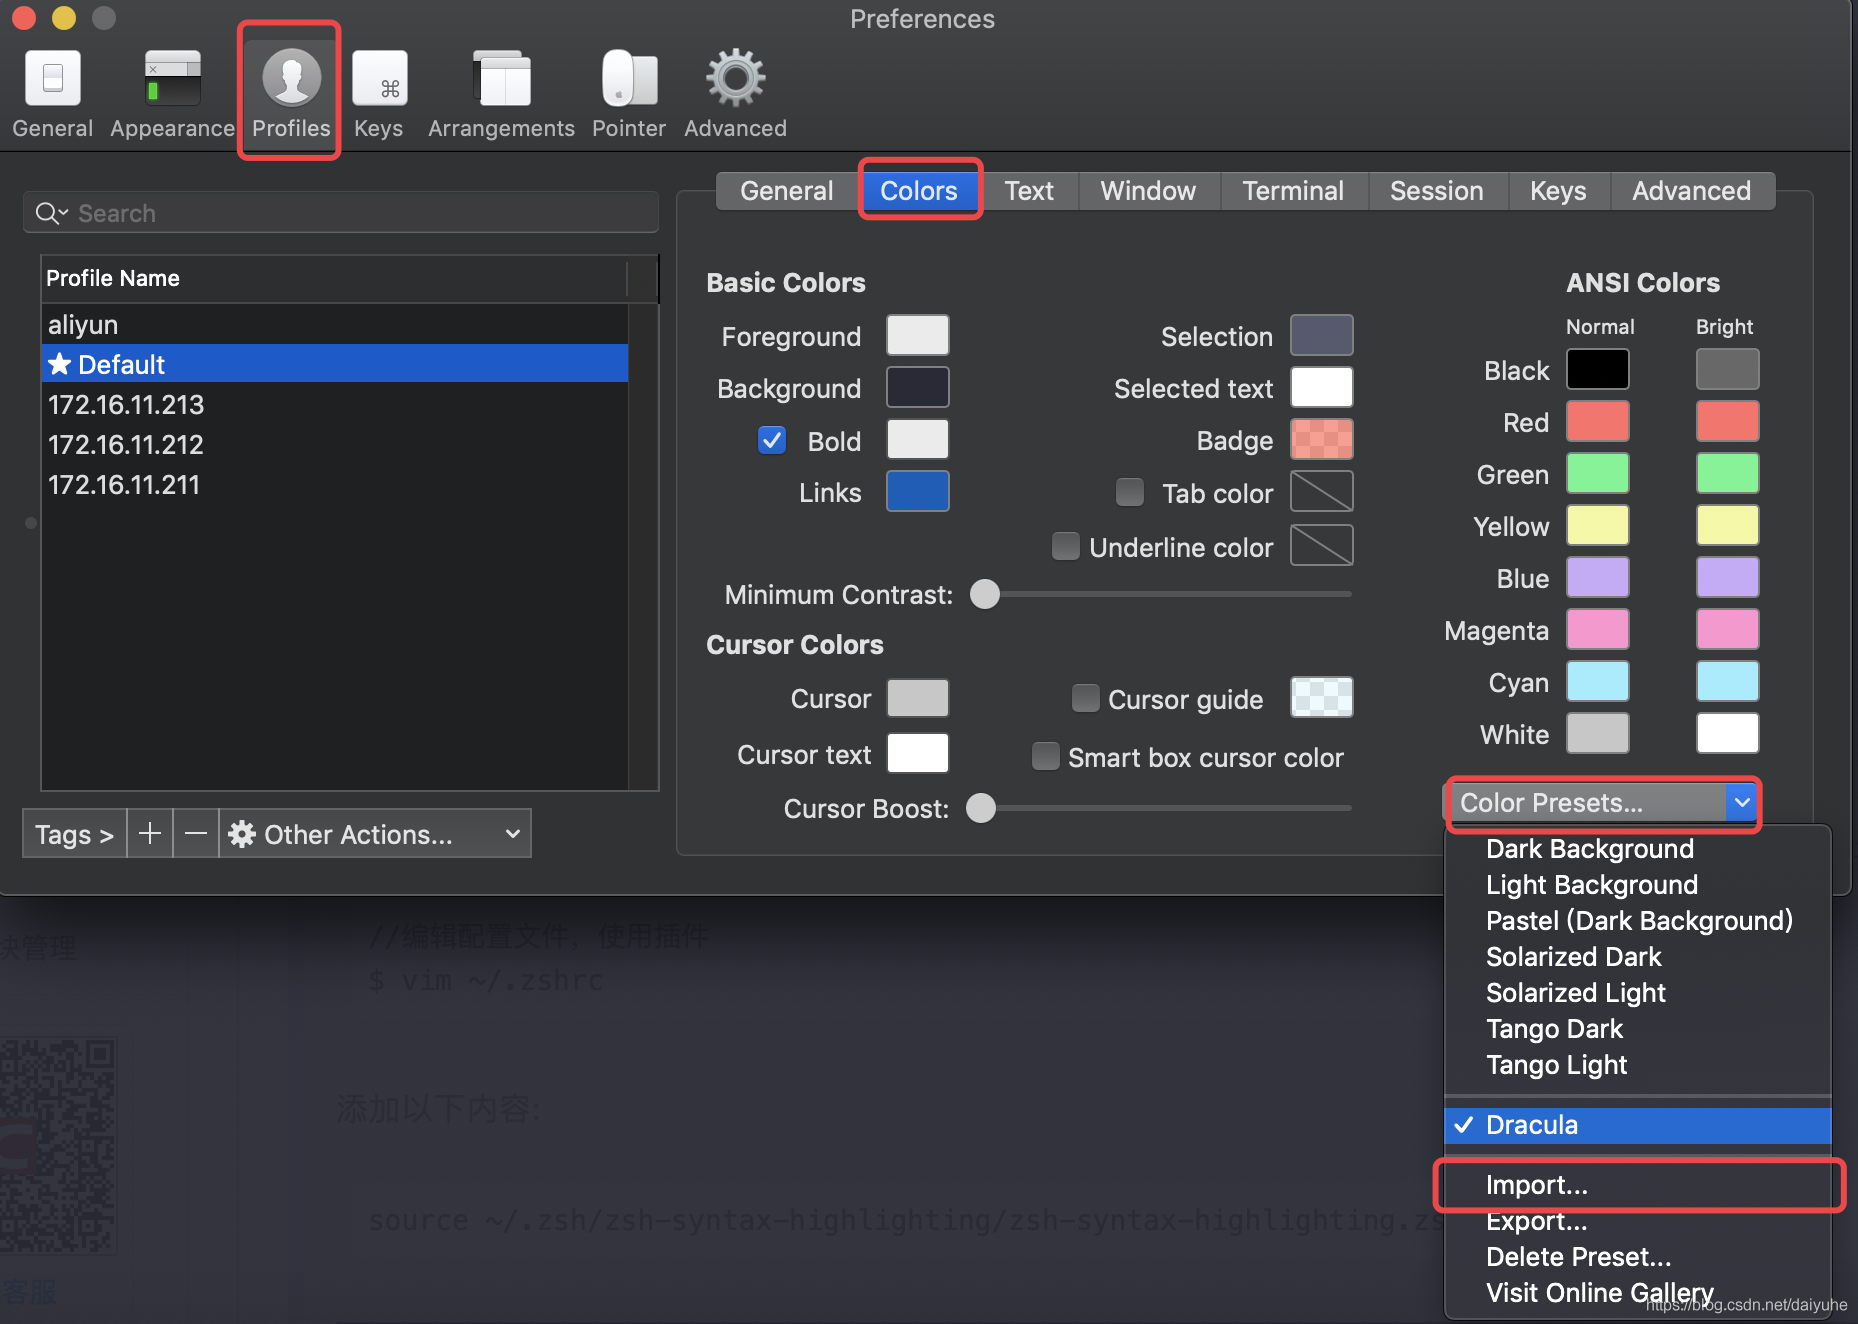 Preferences
General Appearance Profiles Keys Arrangements Pointer Advanced
Search
Profile Name
aliyun
Default
172.16.11.213
172.16.11.212
172.16.11.211
Tags >
Other Actions...
General Colors Text Window Terminal Session Keys Advanced
Basic Colors
Foreground
Background
Bold
Links
Selection
Selected text
Badge
Tab color
Underline color
Minimum Contrast:
Cursor Colors
Cursor
Cursor text
Cursor guide
Smart box cursor color
Cursor Boost:
ANSI Colors
Normal Bright
Black
Red
Green
Yellow
Blue
Magenta
Cyan
White
Color Presets...
Dark Background
Light Background
Pastel (Dark Background)
Solarized Dark
Solarized Light
Tango Dark
Tango Light
Dracula
Import...
Export...
Delete Preset...
Visit Online Gallery
块管理
//编辑配置文件，使用插件
$ vim ~/.zshrc
添加以下内容:
source ~/.zsh/zsh-syntax-highlighting/zsh-syntax-highlighting.zs
客服
https://blog.csdn.net/daiyuhe